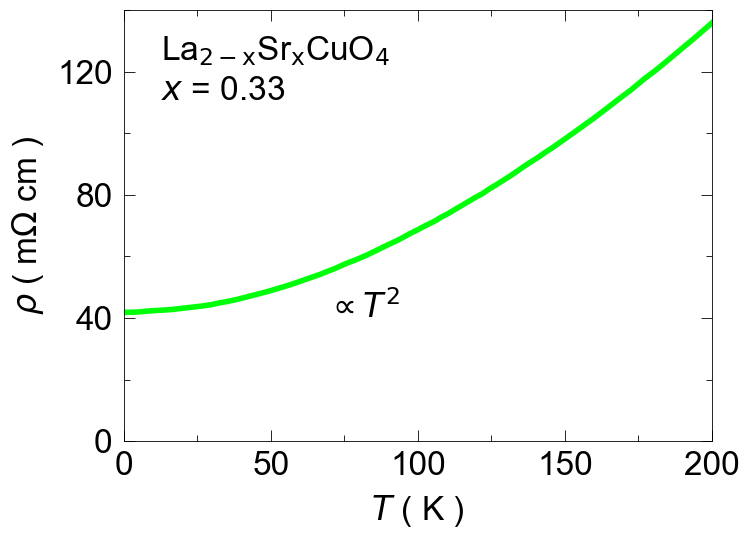 La₂₋ₓSrₓCuO₄
x = 0.33
120
80
40
0
ρ ( mΩ cm )
∝ T²
0 50 100 150 200
T ( K )